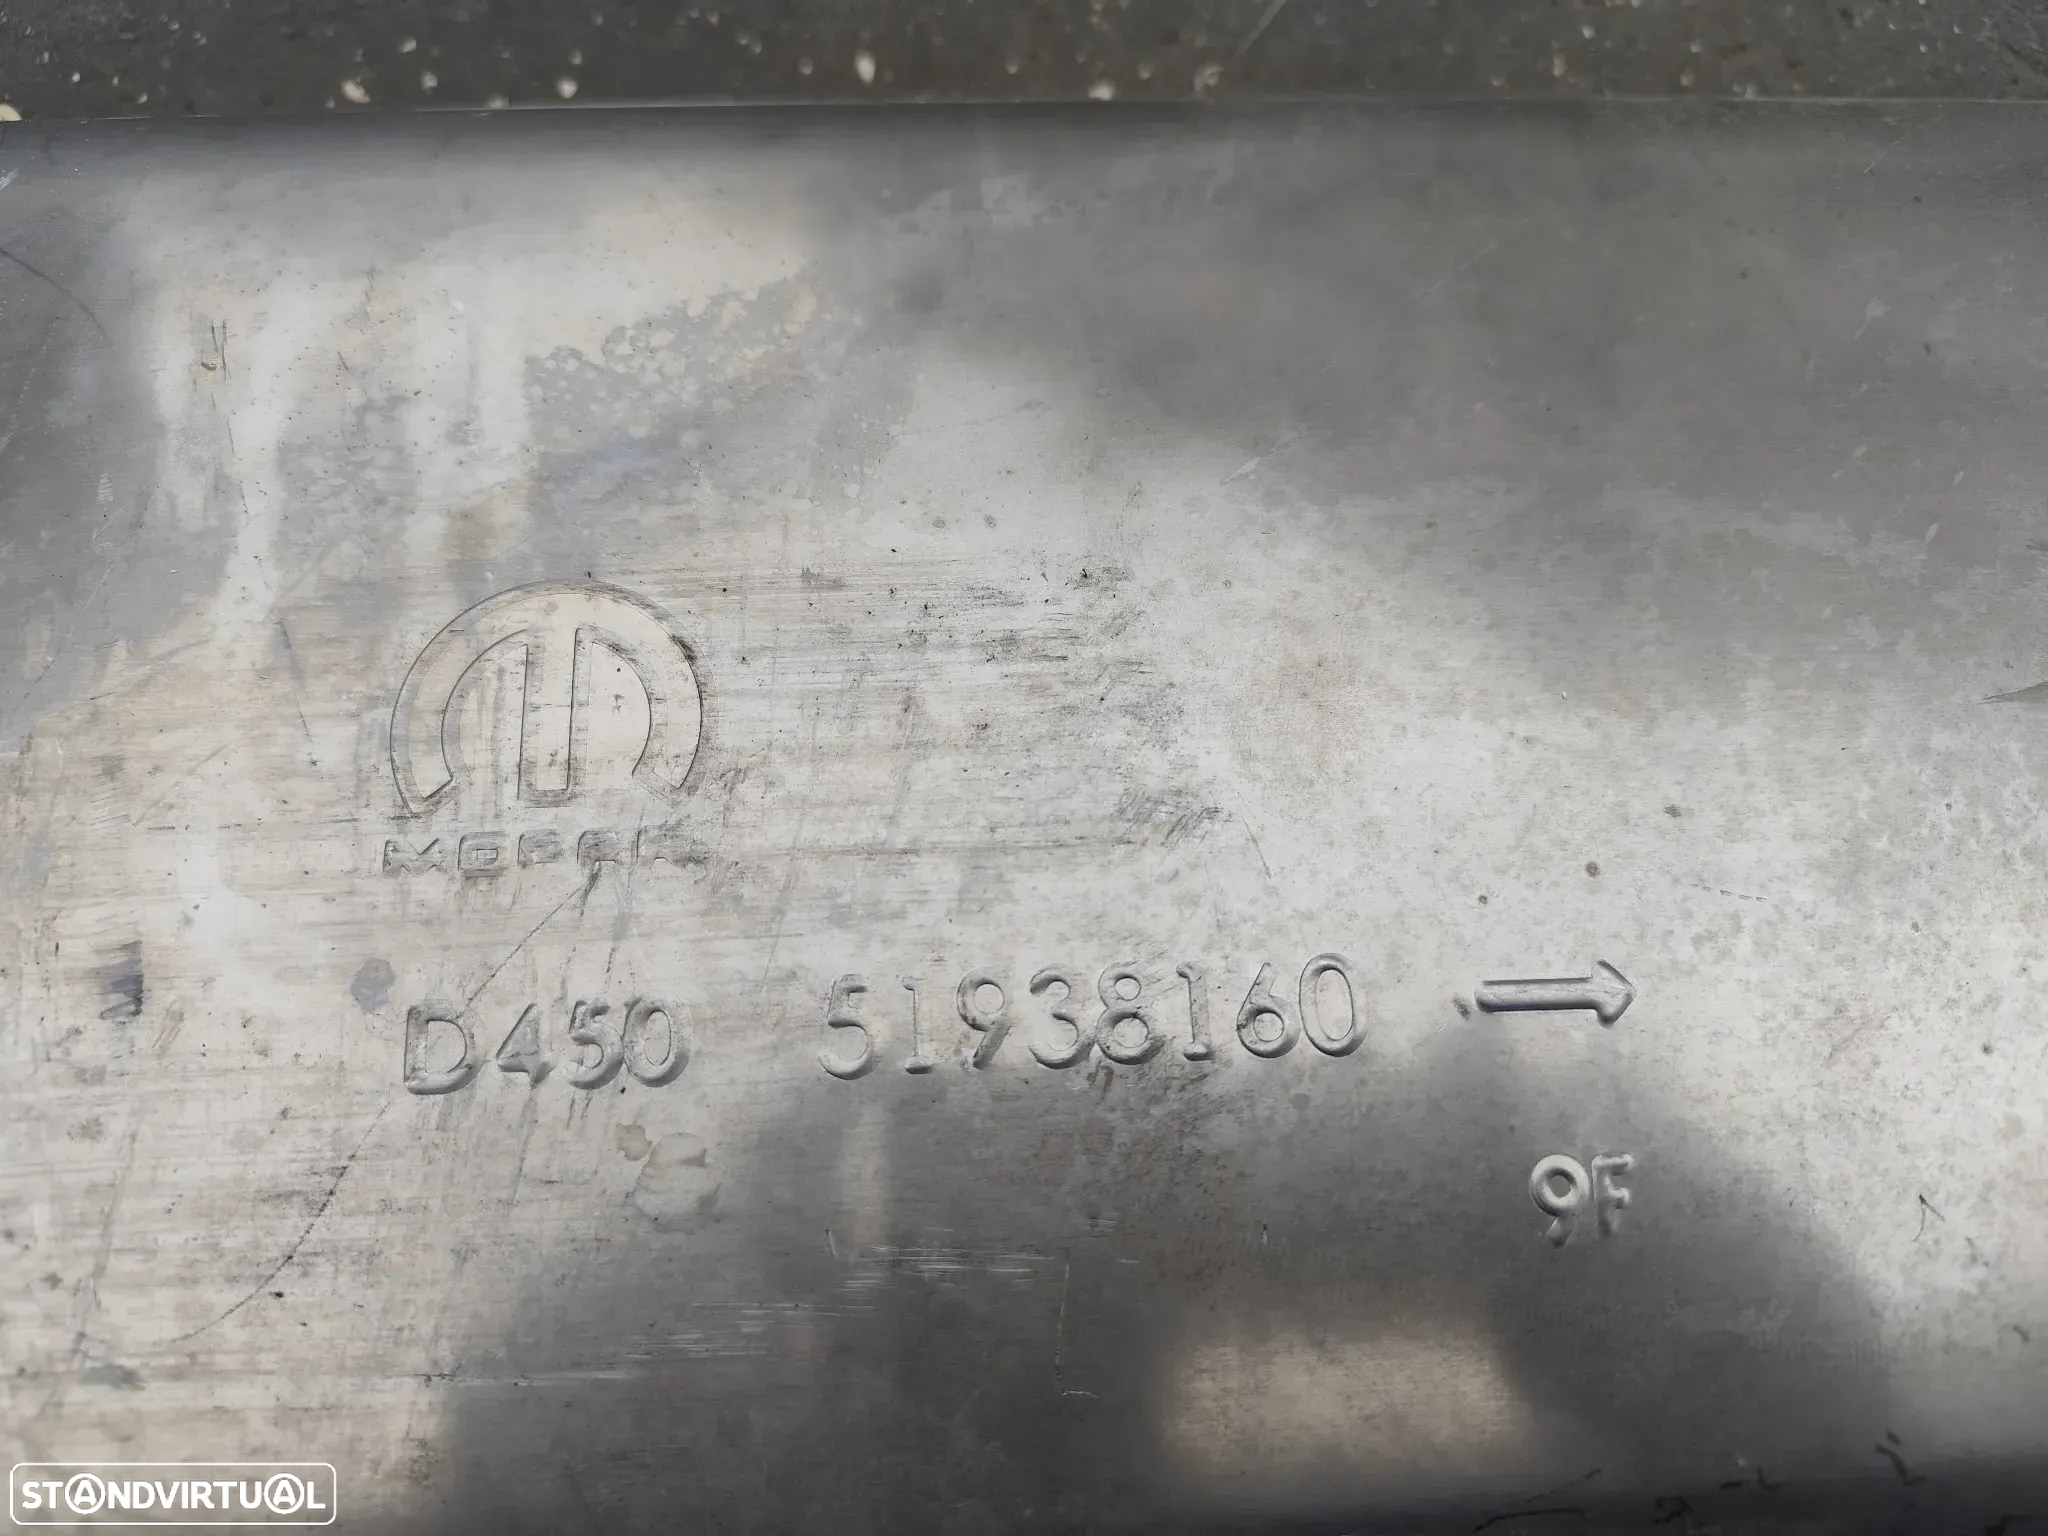 MOPAR
D450 51938160 →
9F
STANDVIRTUAL